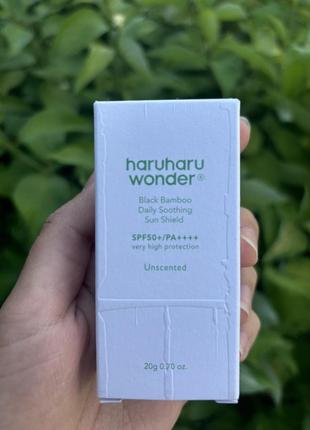 haruharu
wonder®
Black Bamboo
Daily Soothing
Sun Shield
SPF50+/PA++++
very high protection
Unscented
20g 0.70 oz.